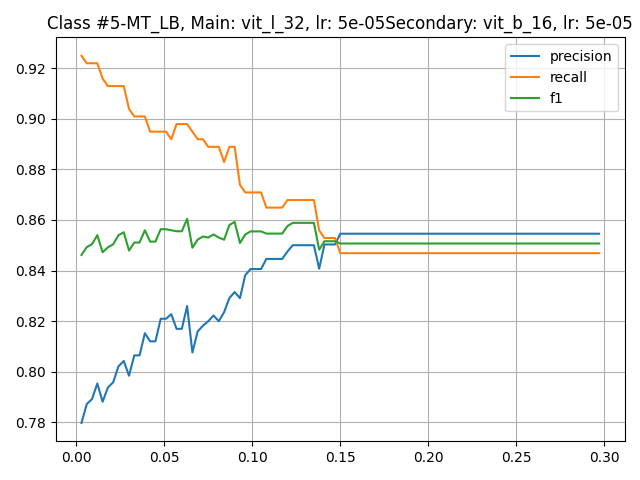 Class #5-MT_LB, Main: vit_l_32, lr: 5e-05Secondary: vit_b_16, lr: 5e-05
precision
recall
f1
0.92
0.90
0.88
0.86
0.84
0.82
0.80
0.78
0.00 0.05 0.10 0.15 0.20 0.25 0.30